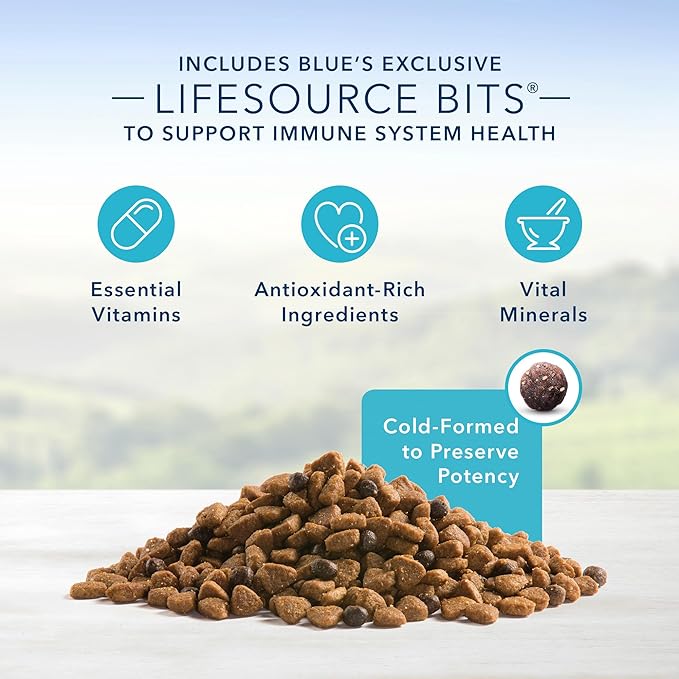 INCLUDES BLUE'S EXCLUSIVE
LIFESOURCE BITS®
TO SUPPORT IMMUNE SYSTEM HEALTH
Essential
Vitamins
Antioxidant-Rich
Ingredients
Vital
Minerals
Cold-Formed
to Preserve
Potency